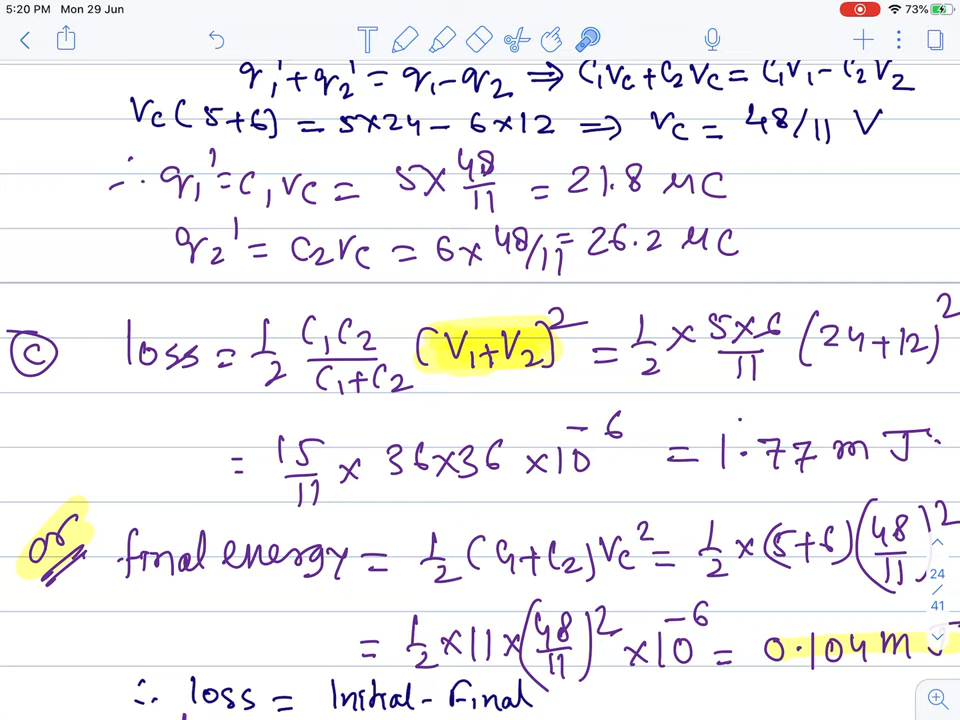 5:20 PM Mon 29 Jun 73%
q₁' + q₂' = q₁ - q₂ ⇒ C₁Vc + C₂Vc = C₁V₁ - C₂V₂
Vc (5+6) = 5×24 - 6×12 ⇒ Vc = 48/11 V
∴ q₁' = C₁Vc = 5 × 48/11 = 21.8 μC
q₂' = C₂Vc = 6 × 48/11 = 26.2 μC
(C) loss = 1/2 C₁C₂/(C₁+C₂) (V₁+V₂)² = 1/2 × 5×6/11 (24+12)²
= 15/11 × 36×36 × 10⁻⁶ = 1.77 mJ
or final energy = 1/2 (C₁+C₂) Vc² = 1/2 × (5+6) (48/11)²
24
/
41
= 1/2 × 11 × (48/11)² × 10⁻⁶ = 0.104 mJ
∴ loss = Initial - Final